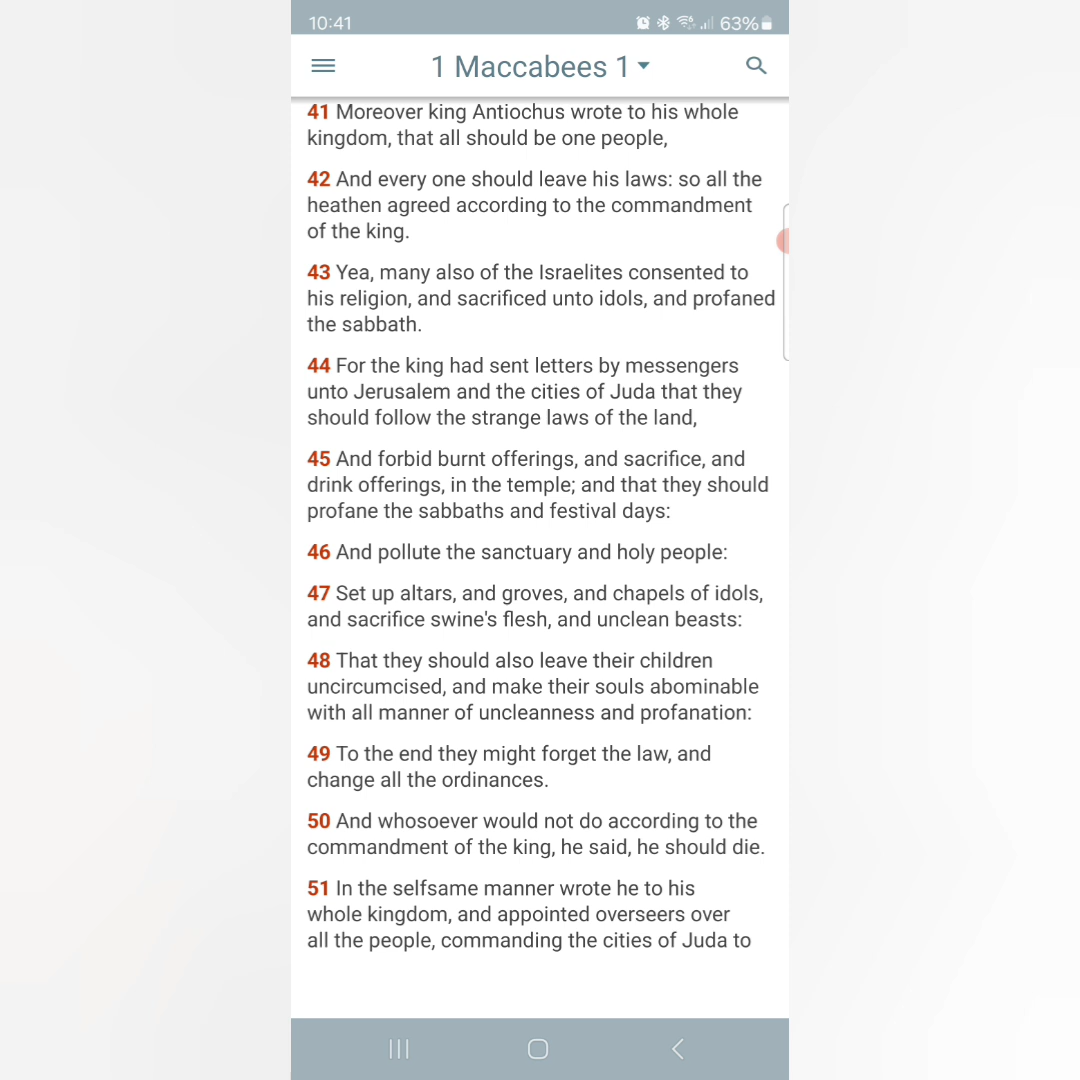 10:41
63%
1 Maccabees 1
41 Moreover king Antiochus wrote to his whole
kingdom, that all should be one people,
42 And every one should leave his laws: so all the
heathen agreed according to the commandment
of the king.
43 Yea, many also of the Israelites consented to
his religion, and sacrificed unto idols, and profaned
the sabbath.
44 For the king had sent letters by messengers
unto Jerusalem and the cities of Juda that they
should follow the strange laws of the land,
45 And forbid burnt offerings, and sacrifice, and
drink offerings, in the temple; and that they should
profane the sabbaths and festival days:
46 And pollute the sanctuary and holy people:
47 Set up altars, and groves, and chapels of idols,
and sacrifice swine's flesh, and unclean beasts:
48 That they should also leave their children
uncircumcised, and make their souls abominable
with all manner of uncleanness and profanation:
49 To the end they might forget the law, and
change all the ordinances.
50 And whosoever would not do according to the
commandment of the king, he said, he should die.
51 In the selfsame manner wrote he to his
whole kingdom, and appointed overseers over
all the people, commanding the cities of Juda to